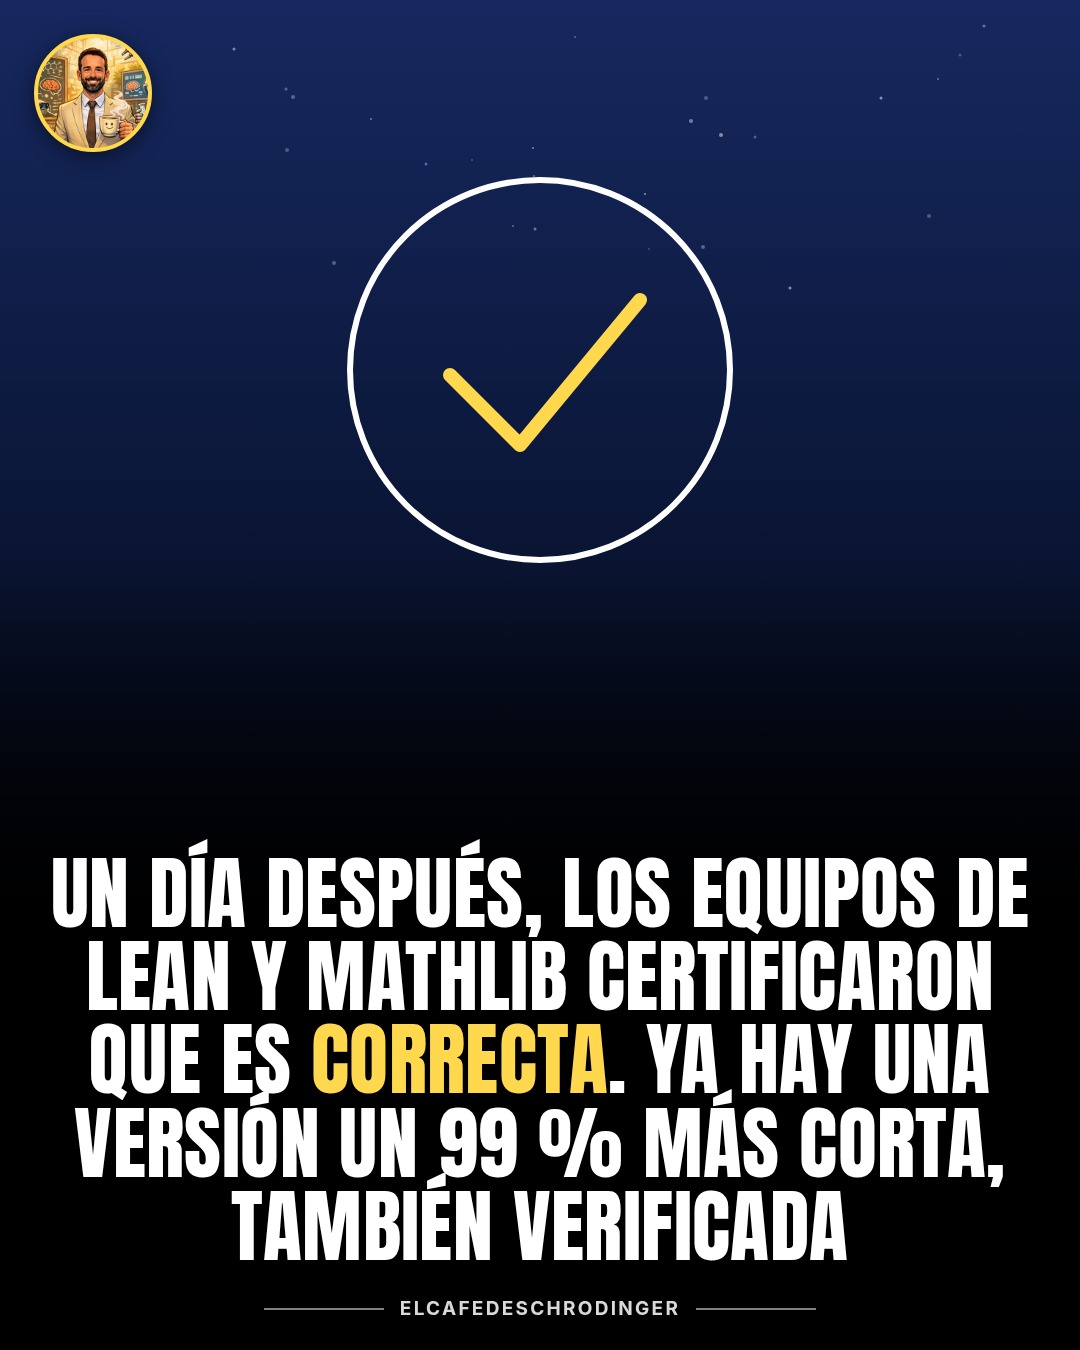 UN DÍA DESPUÉS, LOS EQUIPOS DE
LEAN Y MATHLIB CERTIFICARON
QUE ES CORRECTA. YA HAY UNA
VERSIÓN UN 99 % MÁS CORTA,
TAMBIÉN VERIFICADA
ELCAFEDESCHRODINGER